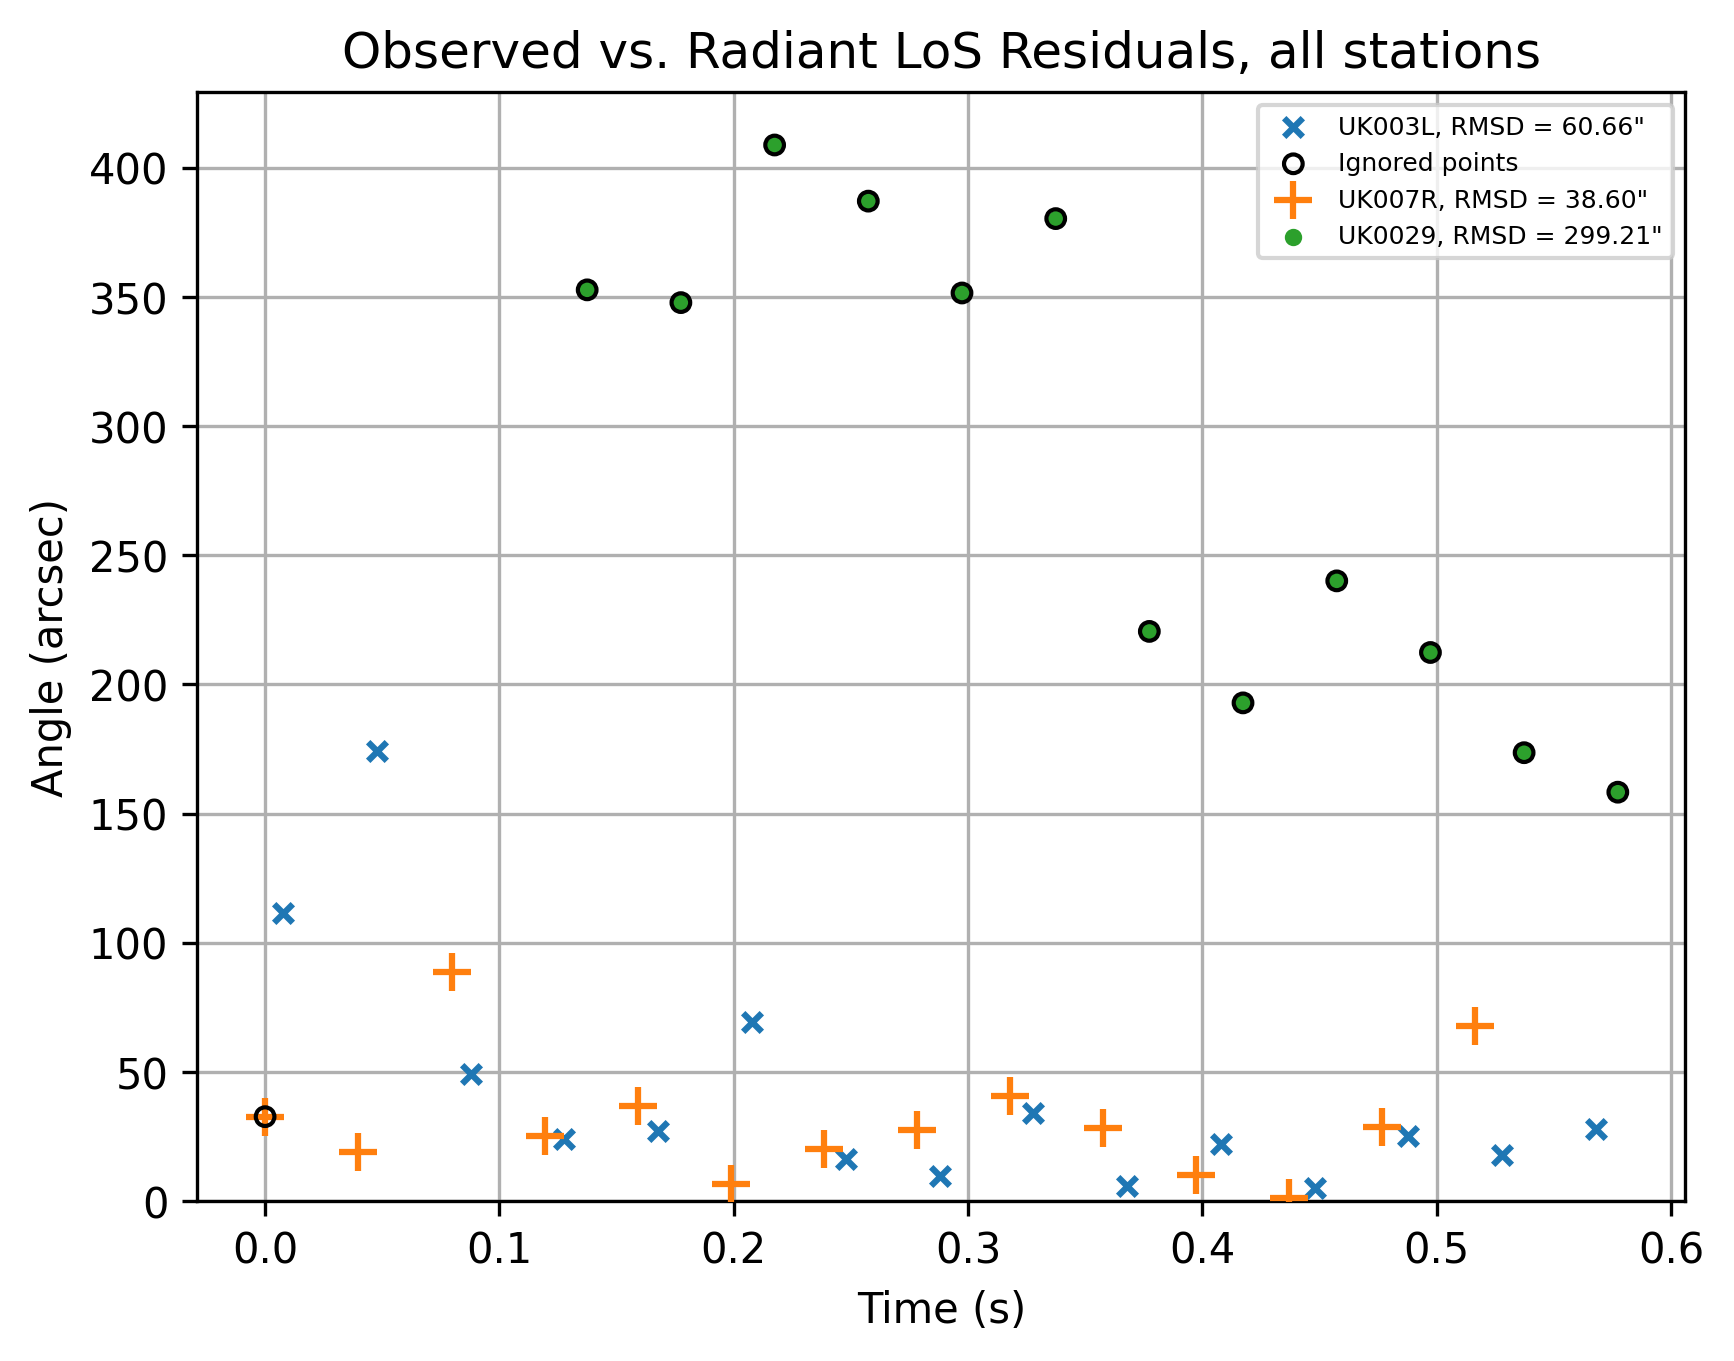 Observed vs. Radiant LoS Residuals, all stations
UK003L, RMSD = 60.66"
Ignored points
UK007R, RMSD = 38.60"
UK0029, RMSD = 299.21"
Angle (arcsec)
400
350
300
250
200
150
100
50
0
0.0 0.1 0.2 0.3 0.4 0.5 0.6
Time (s)